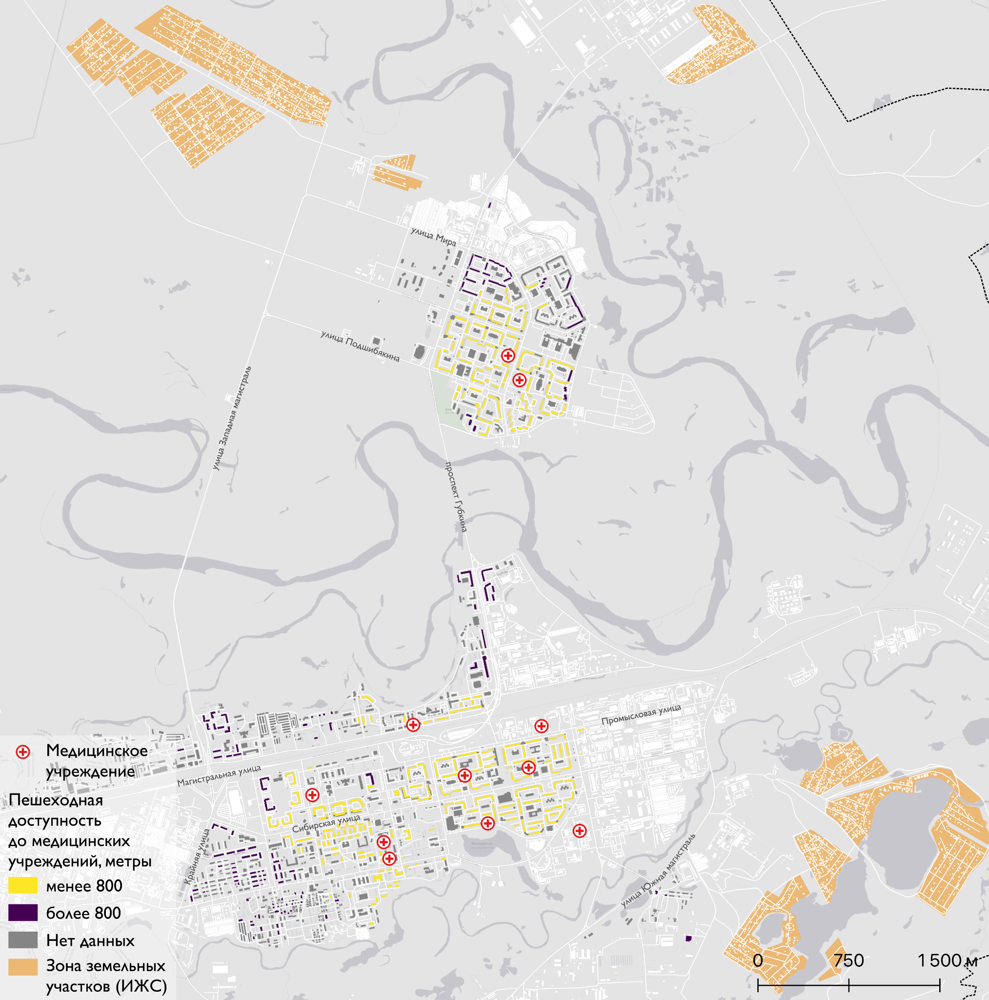 улица Мира
улица Подшибякина
улица Западная магистраль
проспект Губкина
Промысловая улица
Магистральная улица
Сибирская улица
Крайняя улица
улица Южная магистраль
Медицинское
учреждение
Пешеходная
доступность
до медицинских
учреждений, метры
менее 800
более 800
Нет данных
Зона земельных
участков (ИЖС)
0 750 1 500 м